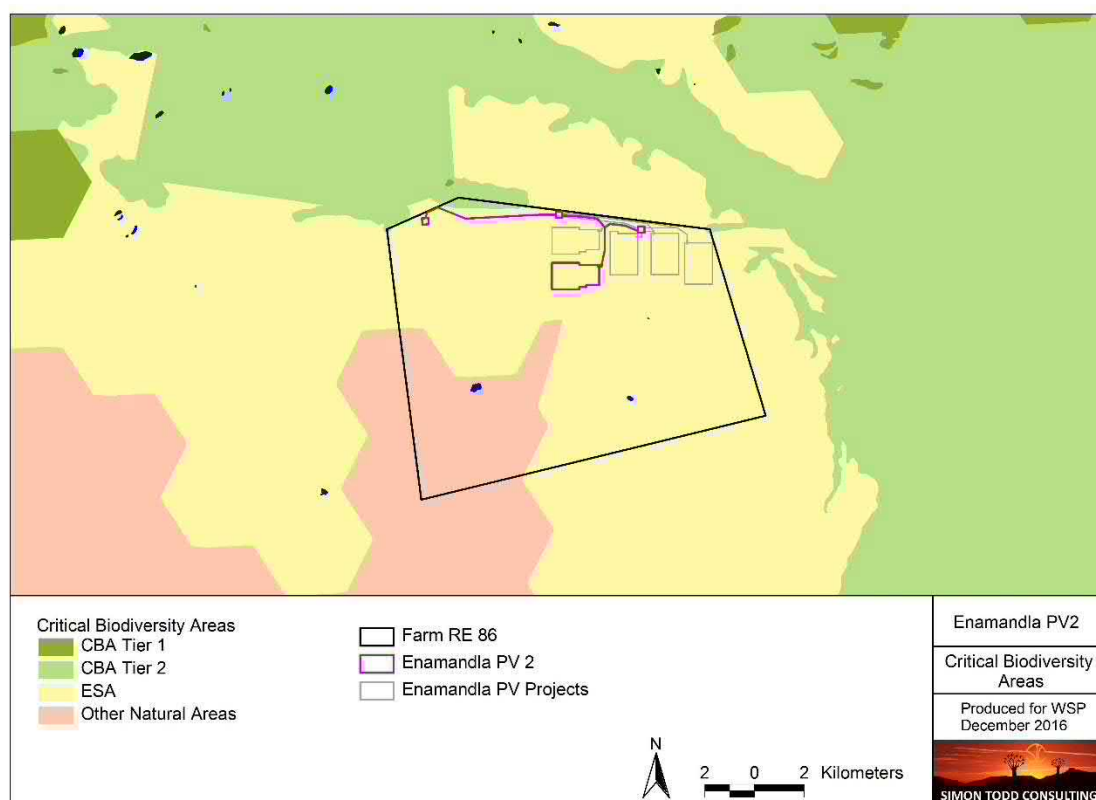 Critical Biodiversity Areas
CBA Tier 1
CBA Tier 2
ESA
Other Natural Areas
Farm RE 86
Enamandla PV 2
Enamandla PV Projects
N
2 0 2 Kilometers
Enamandla PV2
Critical Biodiversity
Areas
Produced for WSP
December 2016
SIMON TODD CONSULTING